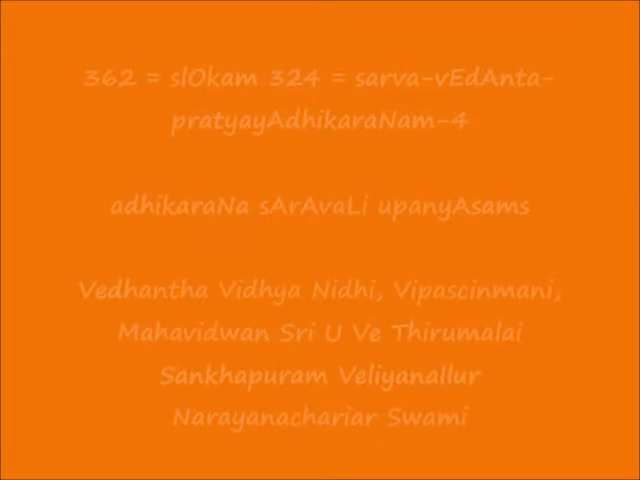 362 = slOkam 324 = sarva-vEdAnta-
pratyayAdhikaraNam-4
adhikaraNa sArAvaLi upanyAsams
Vedhantha Vidhya Nidhi, Vipascinmani,
Mahavidwan Sri U Ve Thirumalai
Sankhapuram Veliyanallur
Narayanachariar Swami